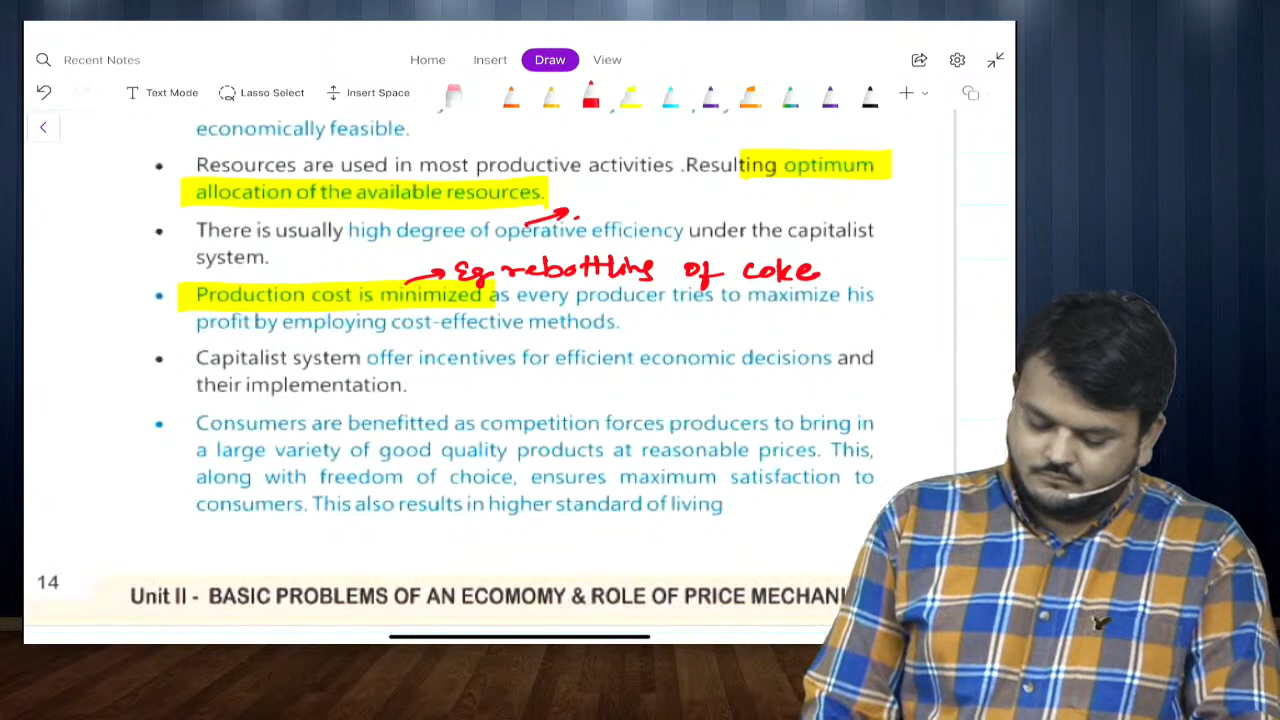 Recent Notes
Home Insert Draw View
Text Mode Lasso Select Insert Space
economically feasible.
• Resources are used in most productive activities .Resulting optimum
allocation of the available resources.
• There is usually high degree of operative efficiency under the capitalist
system.
Eg rebottling of coke
• Production cost is minimized as every producer tries to maximize his
profit by employing cost-effective methods.
• Capitalist system offer incentives for efficient economic decisions and
their implementation.
• Consumers are benefitted as competition forces producers to bring in
a large variety of good quality products at reasonable prices. This,
along with freedom of choice, ensures maximum satisfaction to
consumers. This also results in higher standard of living
14
Unit II - BASIC PROBLEMS OF AN ECOMOMY & ROLE OF PRICE MECHANI